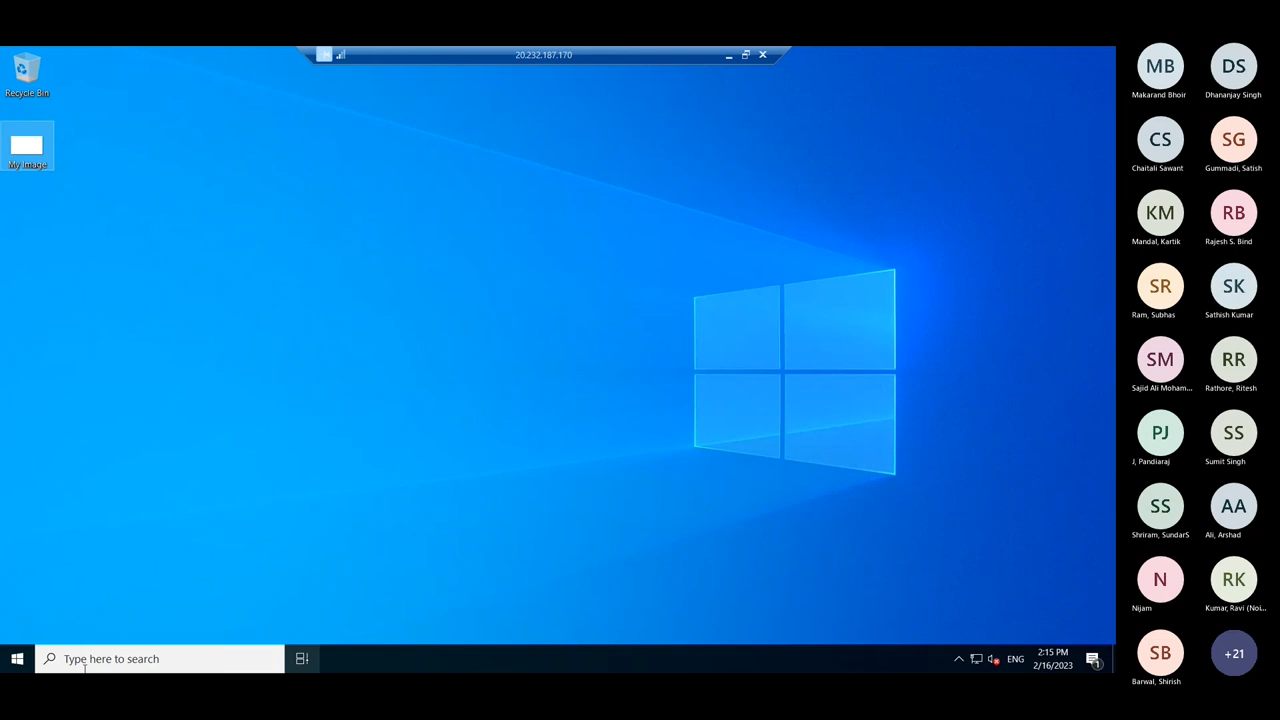 20.232.187.170
Recycle Bin
My Image
Type here to search
ENG
2:15 PM
2/16/2023
1
MB
Makarand Bhoir
DS
Dhananjay Singh
CS
Chaitali Sawant
SG
Gummadi, Satish
KM
Mandal, Kartik
RB
Rajesh S. Bind
SR
Ram, Subhas
SK
Sathish Kumar
SM
Sajid Ali Moham...
RR
Rathore, Ritesh
PJ
J, Pandiaraj
SS
Sumit Singh
SS
Shriram, SundarS
AA
Ali, Arshad
N
Nijam
RK
Kumar, Ravi (Noi...
SB
Barwal, Shirish
+21